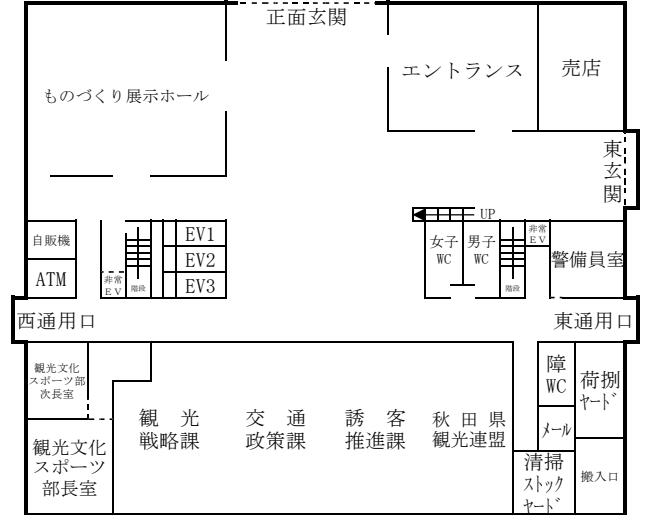 正面玄関
ものづくり展示ホール
エントランス
売店
東
玄
関
UP
自販機
ATM
非常
EV
階段
EV1
EV2
EV3
女子
WC
男子
WC
階段
非常
EV
警備員室
西通用口
東通用口
観光文化
スポーツ部
次長室
観光文化
スポーツ
部長室
観光
戦略課
交通
政策課
誘客
推進課
秋田県
観光連盟
障
WC
メール
清掃
ストック
ヤード
荷捌
ヤード
搬入口